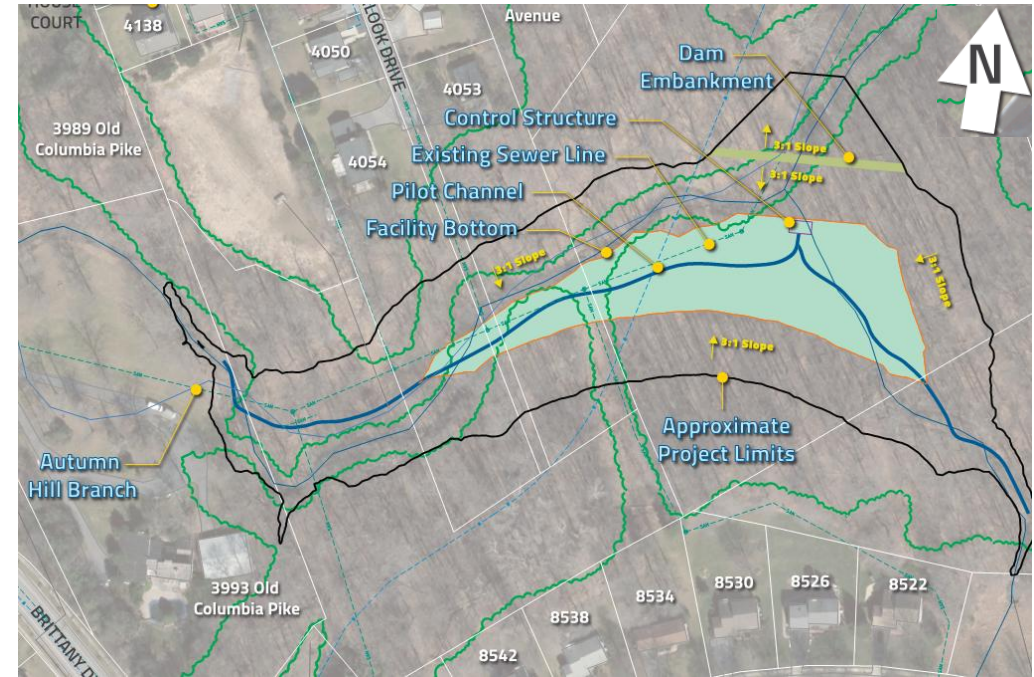 HOUSE
COURT
4138
4050
LOOK DRIVE
Avenue
N
Dam
Embankment
4053
Control Structure
3:1 Slope
3989 Old
Columbia Pike
4054
Existing Sewer Line
3:1 Slope
Pilot Channel
Facility Bottom
3:1 Slope
3:1 Slope
3:1 Slope
Autumn
Hill Branch
Approximate
Project Limits
3993 Old
Columbia Pike
BRITTANY D
8538
8534
8530
8526
8522
8542